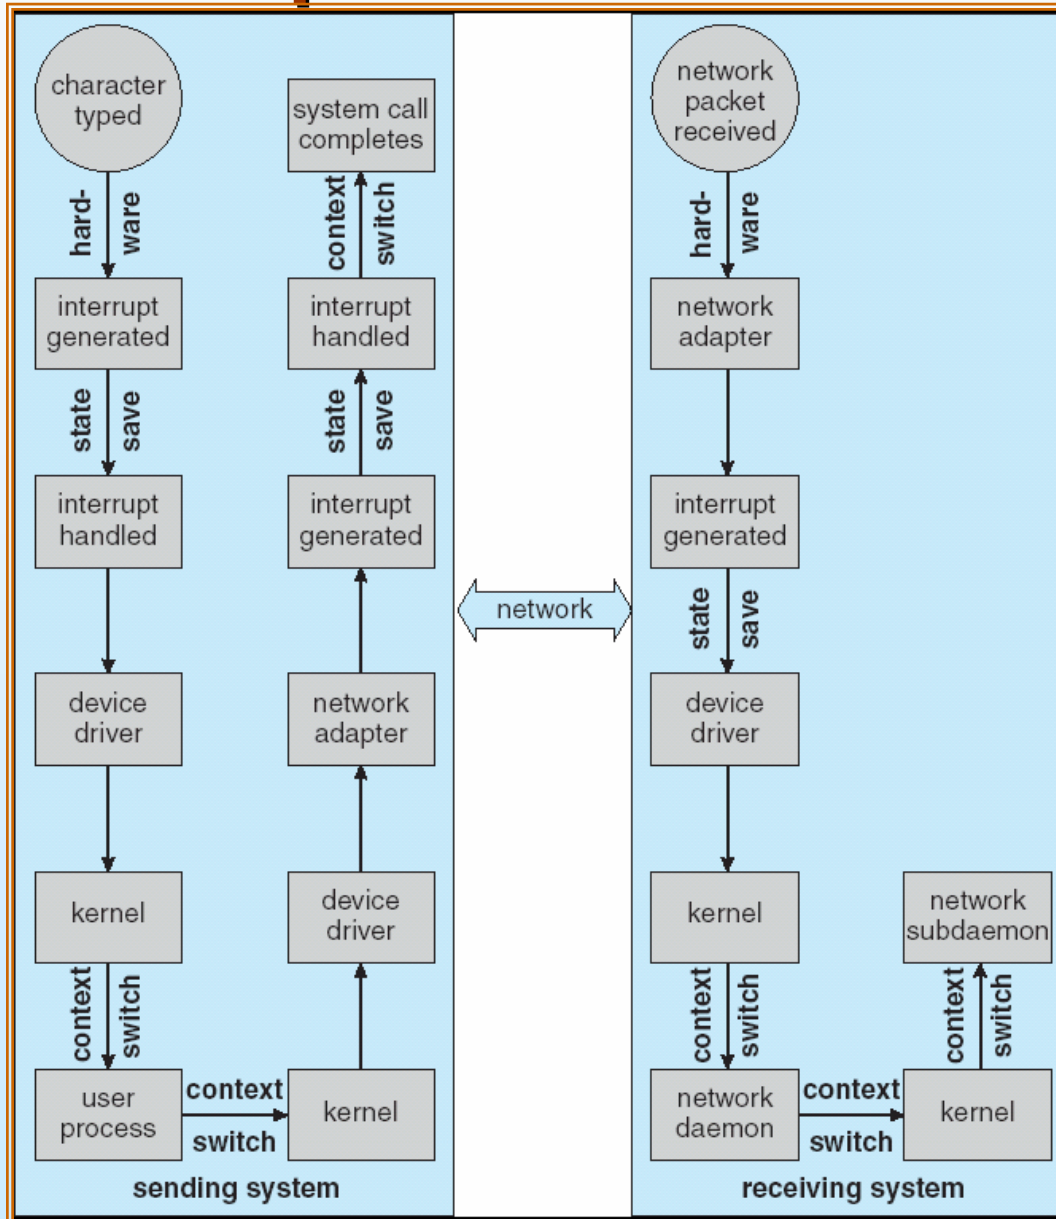 character
typed
hard-
ware
interrupt
generated
state
save
interrupt
handled
device
driver
kernel
context
switch
user
process
context
switch
kernel
device
driver
network
adapter
interrupt
generated
state
save
interrupt
handled
context
switch
system call
completes
sending system
network
network
packet
received
hard-
ware
network
adapter
interrupt
generated
state
save
device
driver
kernel
context
switch
network
daemon
context
switch
kernel
context
switch
network
subdaemon
receiving system